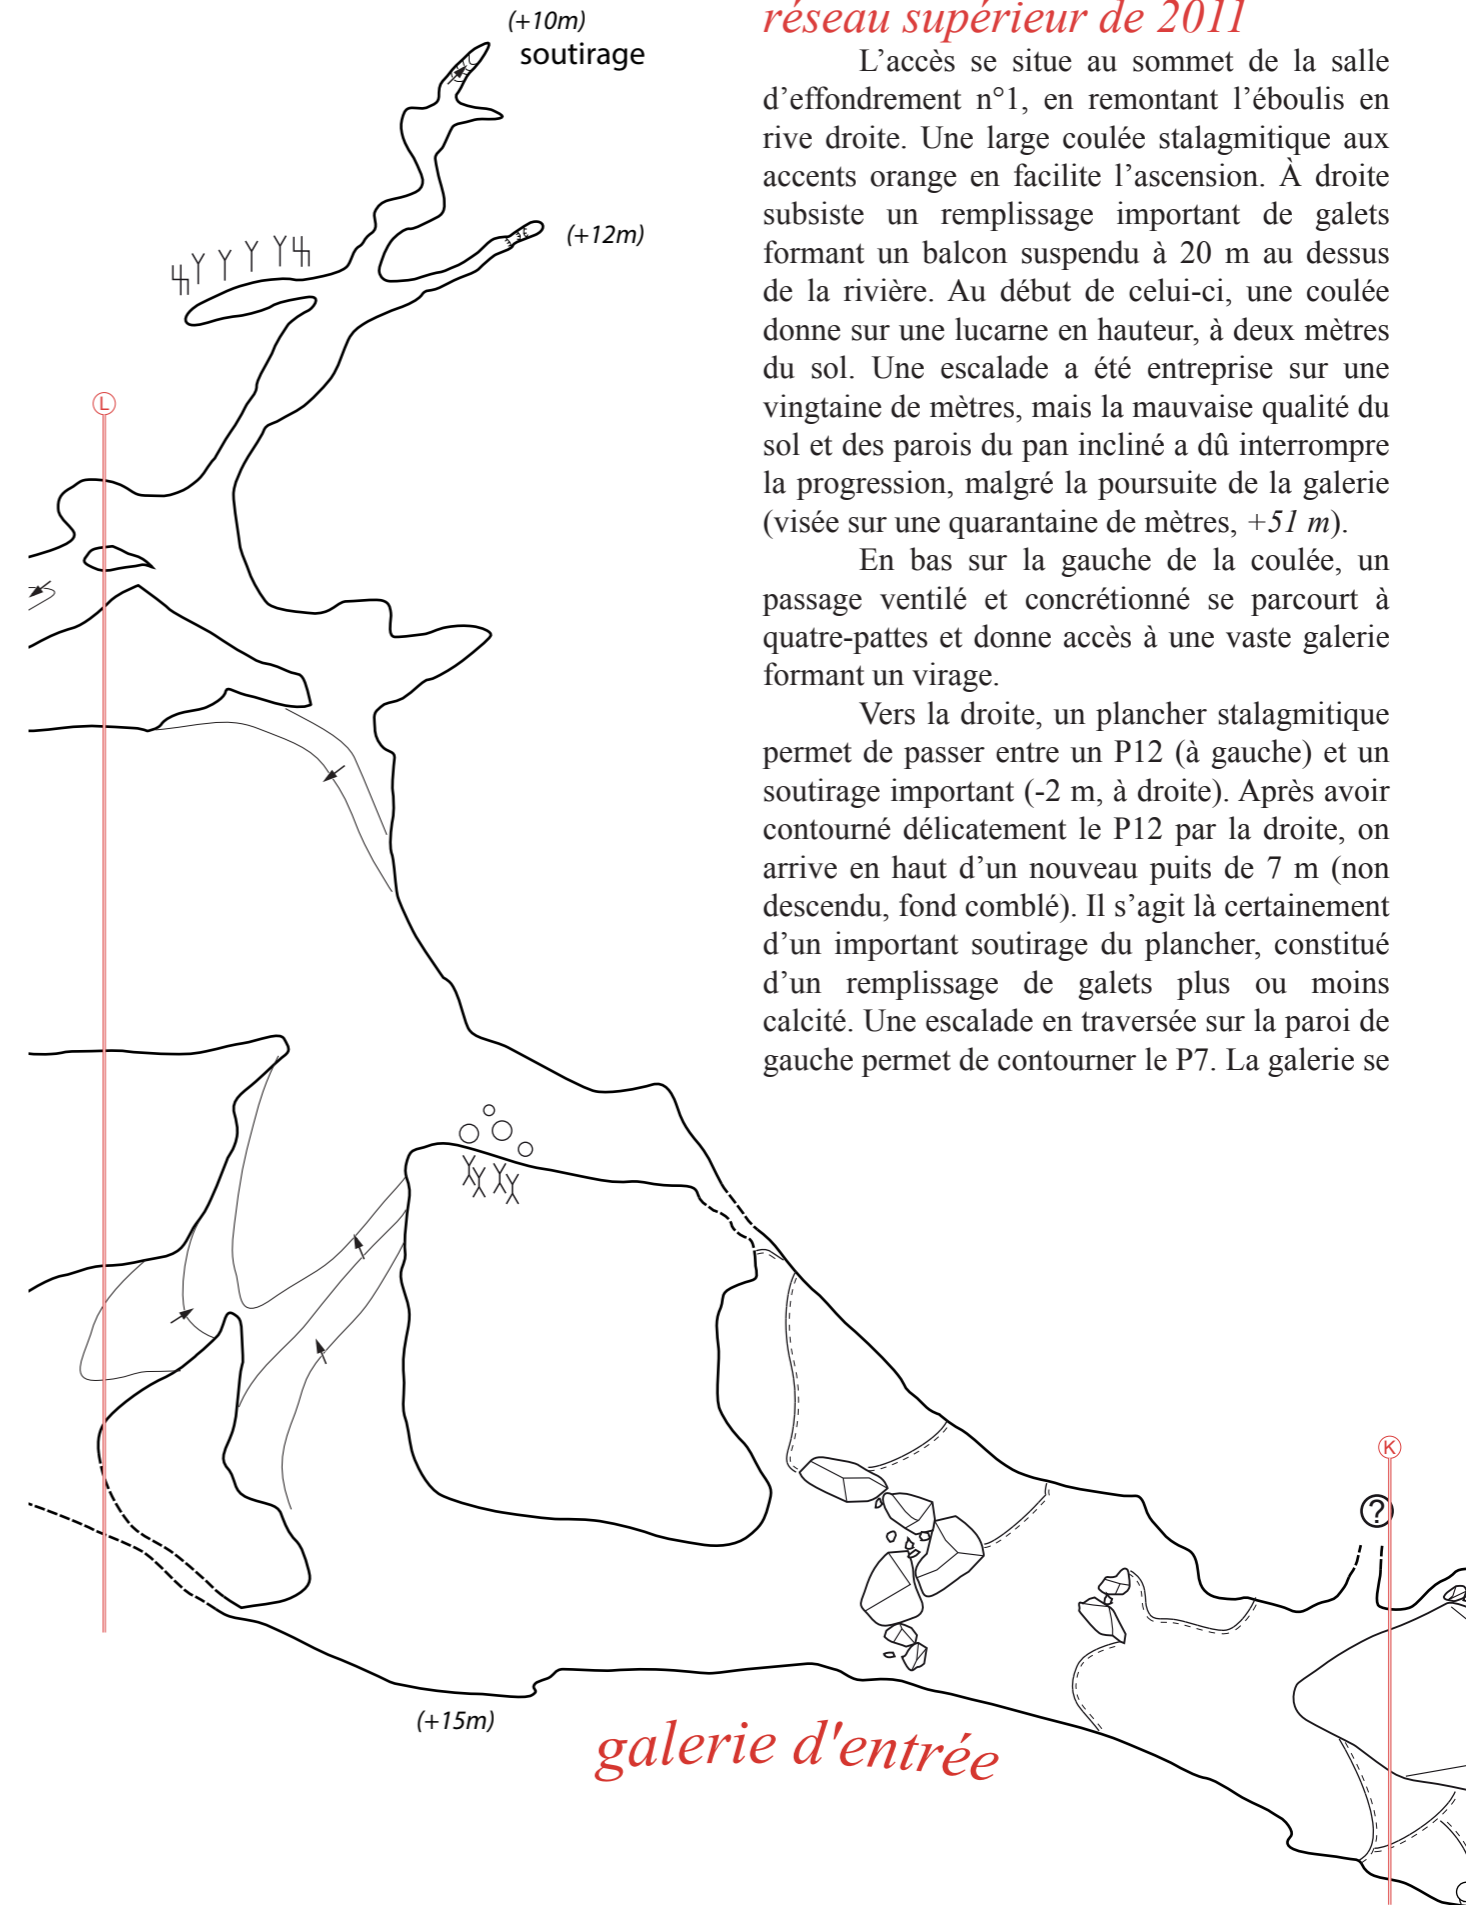 (+10m)
soutirage
(+12m)
réseau supérieur de 2011
L’accès se situe au sommet de la salle
d’effondrement n°1, en remontant l’éboulis en
rive droite. Une large coulée stalagmitique aux
accents orange en facilite l’ascension. À droite
subsiste un remplissage important de galets
formant un balcon suspendu à 20 m au dessus
de la rivière. Au début de celui-ci, une coulée
donne sur une lucarne en hauteur, à deux mètres
du sol. Une escalade a été entreprise sur une
vingtaine de mètres, mais la mauvaise qualité du
sol et des parois du pan incliné a dû interrompre
la progression, malgré la poursuite de la galerie
(visée sur une quarantaine de mètres, +51 m).
En bas sur la gauche de la coulée, un
passage ventilé et concrétionné se parcourt à
quatre-pattes et donne accès à une vaste galerie
formant un virage.
Vers la droite, un plancher stalagmitique
permet de passer entre un P12 (à gauche) et un
soutirage important (-2 m, à droite). Après avoir
contourné délicatement le P12 par la droite, on
arrive en haut d’un nouveau puits de 7 m (non
descendu, fond comblé). Il s’agit là certainement
d’un important soutirage du plancher, constitué
d’un remplissage de galets plus ou moins
calcité. Une escalade en traversée sur la paroi de
gauche permet de contourner le P7. La galerie se
L
K
?
(+15m)
galerie d'entrée